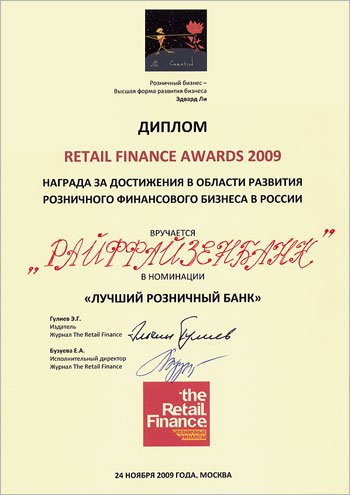 Розничный бизнес –
Высшая форма развития бизнеса
Эдвард Ли
ДИПЛОМ
RETAIL FINANCE AWARDS 2009
НАГРАДА ЗА ДОСТИЖЕНИЯ В ОБЛАСТИ РАЗВИТИЯ
РОЗНИЧНОГО ФИНАНСОВОГО БИЗНЕСА В РОССИИ
ВРУЧАЕТСЯ
„РАЙФФАЙЗЕНБАНК"
В НОМИНАЦИИ
«ЛУЧШИЙ РОЗНИЧНЫЙ БАНК»
Гулиев Э.Г.
Издатель
Журнал The Retail Finance
Бузуева Е.А.
Исполнительный директор
Журнал The Retail Finance
the
Retail
Finance
РОЗНИЧНЫЕ
ФИНАНСЫ
24 НОЯБРЯ 2009 ГОДА, МОСКВА